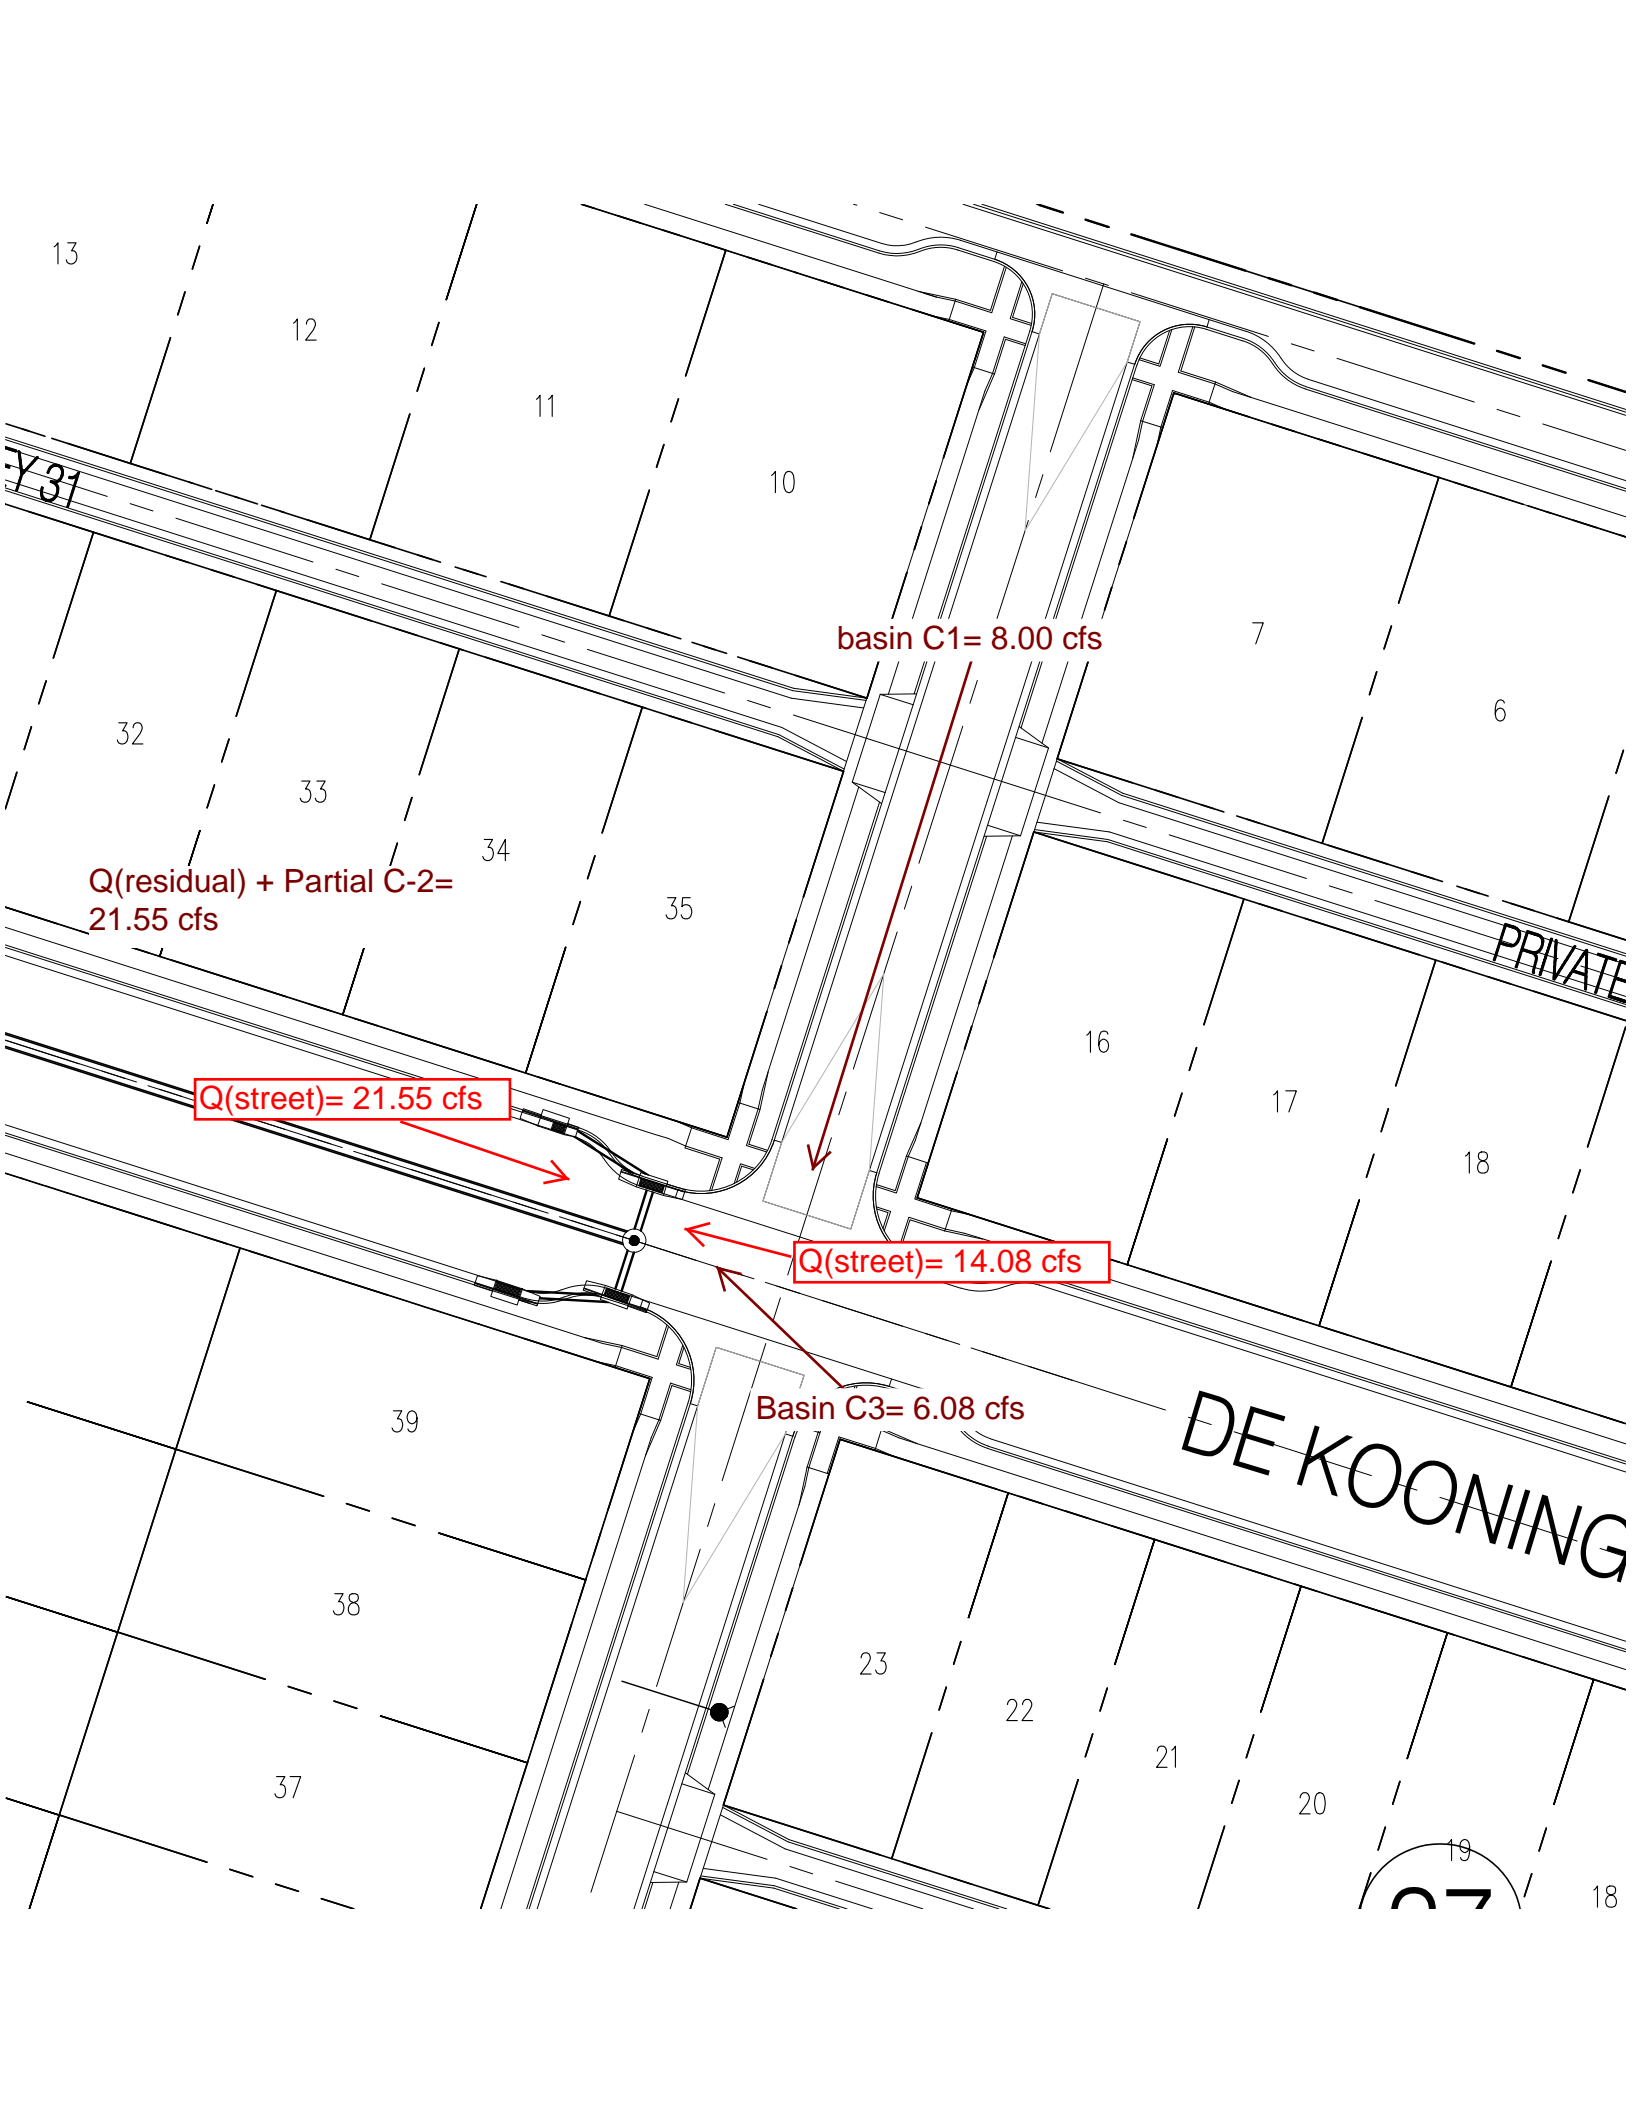 13
12
11
10
EY 31
7
6
basin C1= 8.00 cfs
32
33
34
35
Q(residual) + Partial C-2=
21.55 cfs
PRIVATE
16
17
18
Q(street)= 21.55 cfs
Q(street)= 14.08 cfs
39
Basin C3= 6.08 cfs
DE KOONING
38
23
22
21
20
19
18
37